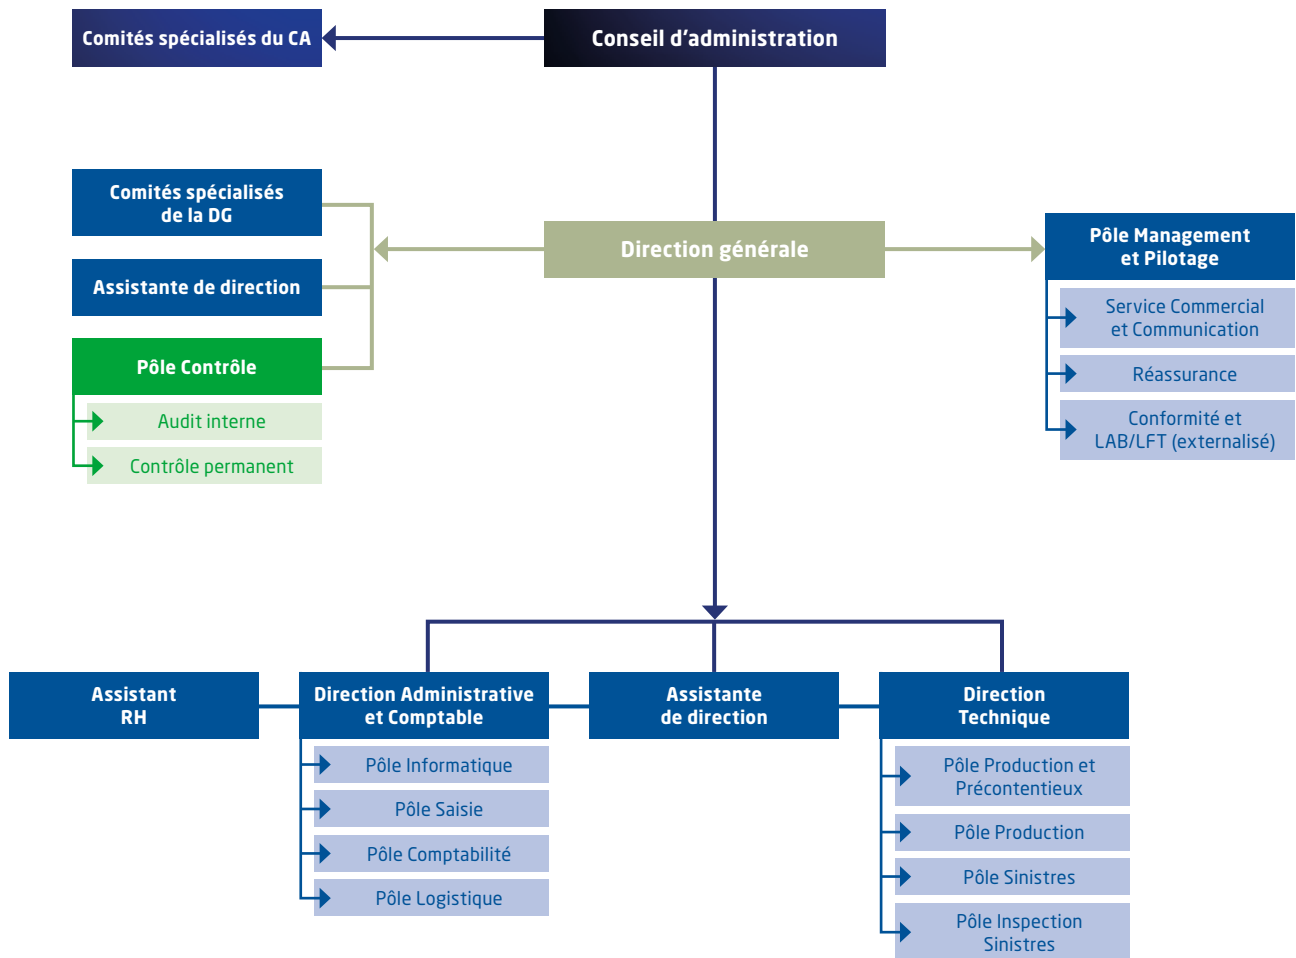 Comités spécialisés du CA
Conseil d'administration
Comités spécialisés
de la DG
Assistante de direction
Pôle Contrôle
Audit interne
Contrôle permanent
Direction générale
Pôle Management
et Pilotage
Service Commercial
et Communication
Réassurance
Conformité et
LAB/LFT (externalisé)
Assistant
RH
Direction Administrative
et Comptable
Pôle Informatique
Pôle Saisie
Pôle Comptabilité
Pôle Logistique
Assistante
de direction
Direction
Technique
Pôle Production et
Précontentieux
Pôle Production
Pôle Sinistres
Pôle Inspection
Sinistres